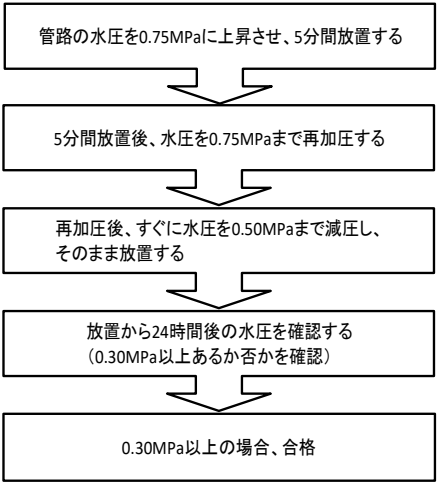 管路の水圧を0.75MPaに上昇させ、5分間放置する
5分間放置後、水圧を0.75MPaまで再加圧する
再加圧後、すぐに水圧を0.50MPaまで減圧し、
そのまま放置する
放置から24時間後の水圧を確認する
（0.30MPa以上あるか否かを確認）
0.30MPa以上の場合、合格